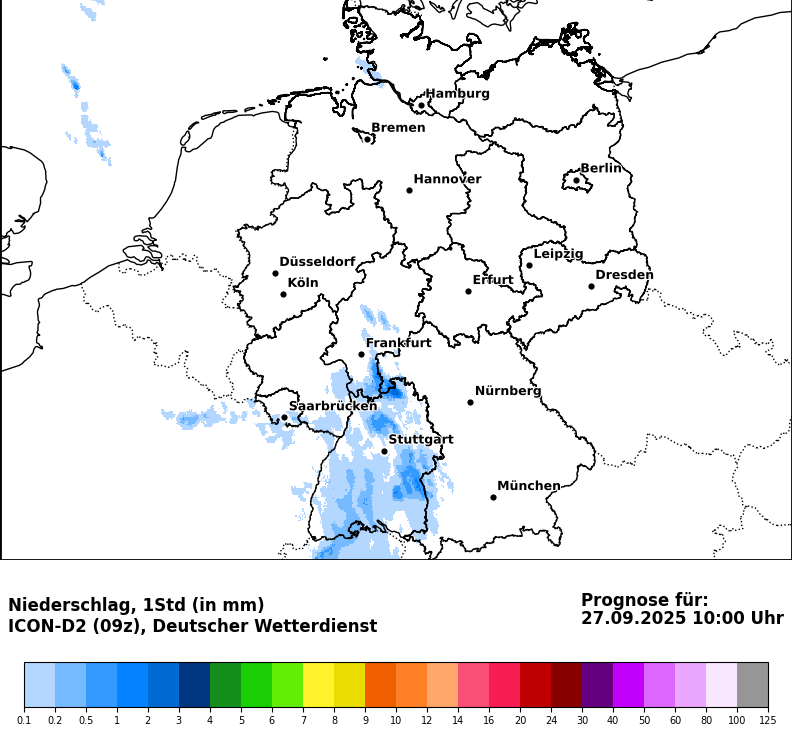 Hamburg
Bremen
Berlin
Hannover
Leipzig
Düsseldorf
Dresden
Köln
Erfurt
Frankfurt
Nürnberg
Saarbrücken
Stuttgart
München
Niederschlag, 1Std (in mm)
ICON-D2 (09z), Deutscher Wetterdienst
Prognose für:
27.09.2025 10:00 Uhr
0.1 0.2 0.5 1 2 3 4 5 6 7 8 9 10 12 14 16 20 24 30 40 50 60 80 100 125